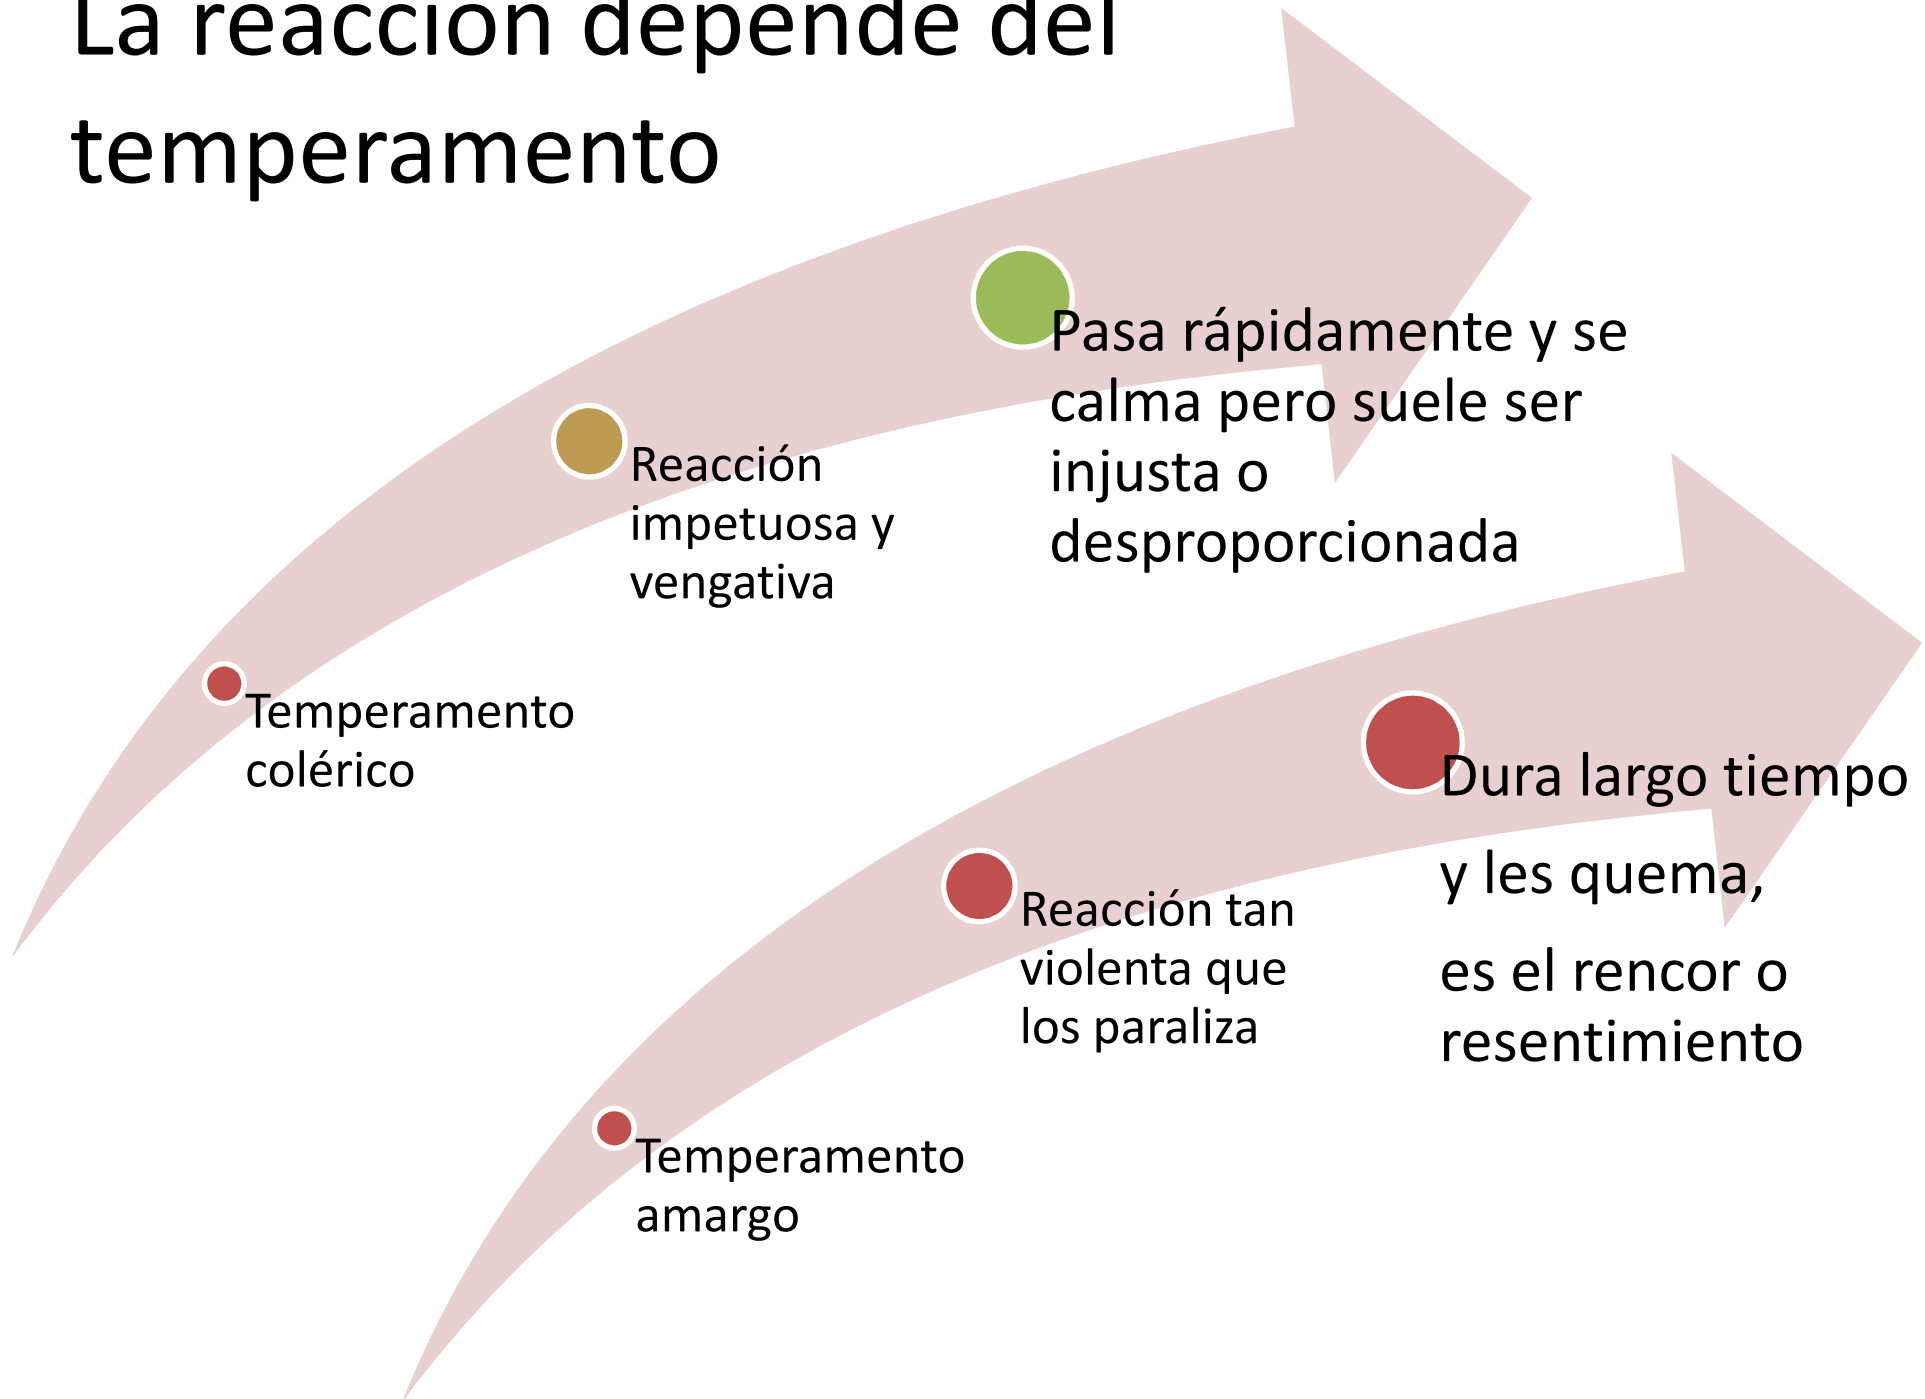 La reacción depende del
temperamento
Temperamento
colérico
Reacción
impetuosa y
vengativa
Pasa rápidamente y se
calma pero suele ser
injusta o
desproporcionada
Temperamento
amargo
Reacción tan
violenta que
los paraliza
Dura largo tiempo
y les quema,
es el rencor o
resentimiento